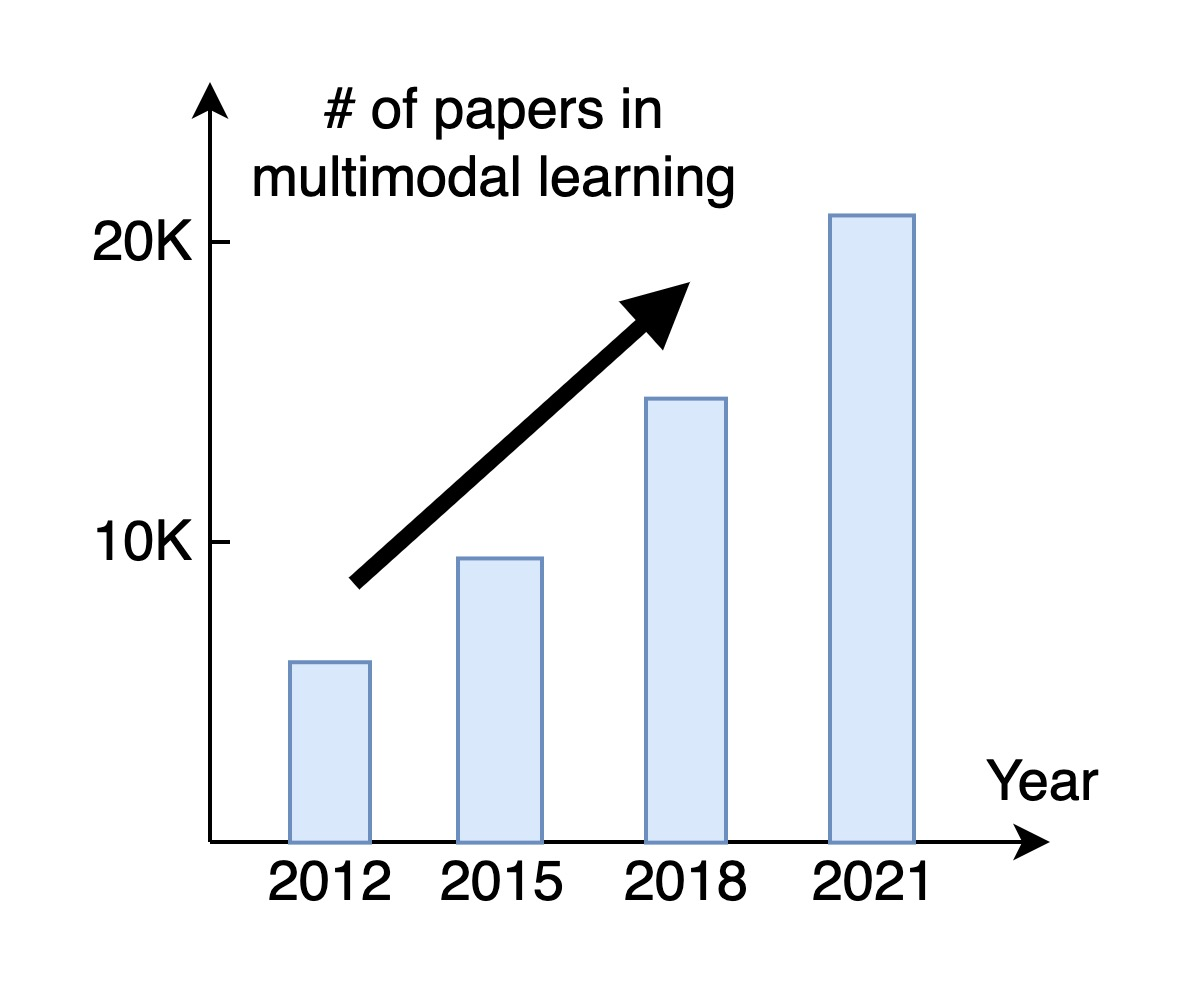 # of papers in
multimodal learning
20K
10K
Year
2012 2015 2018 2021